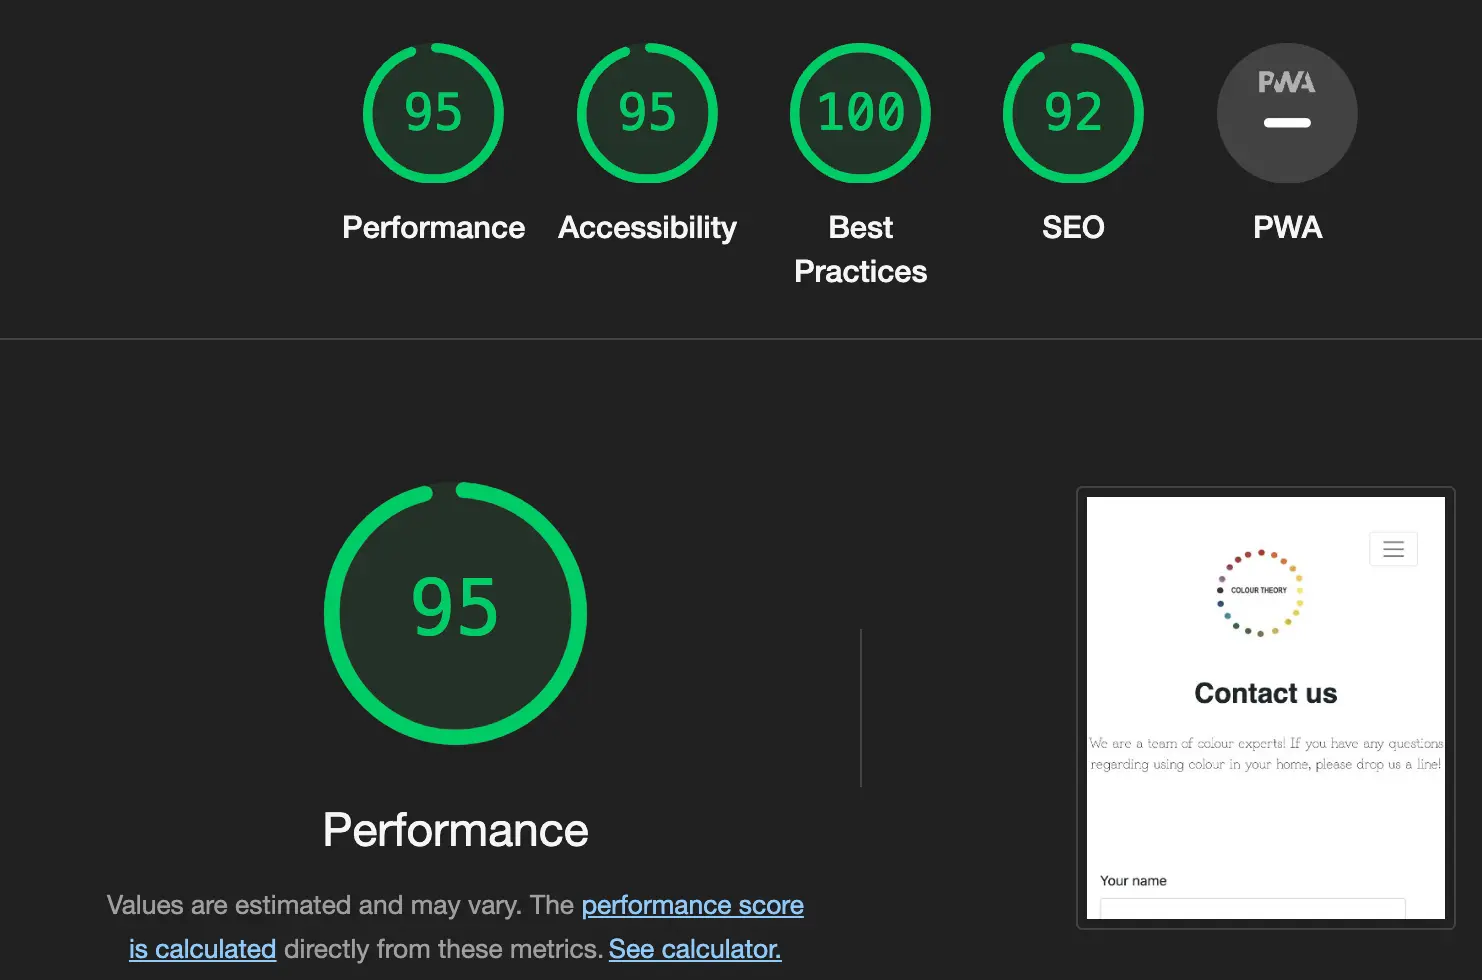 95
95
100
92
PWA
Performance
Accessibility
Best
Practices
SEO
PWA
95
Performance
Values are estimated and may vary. The performance score
is calculated directly from these metrics. See calculator.
COLOUR THEORY
Contact us
We are a team of colour experts! If you have any questions
regarding using colour in your home, please drop us a line!
Your name